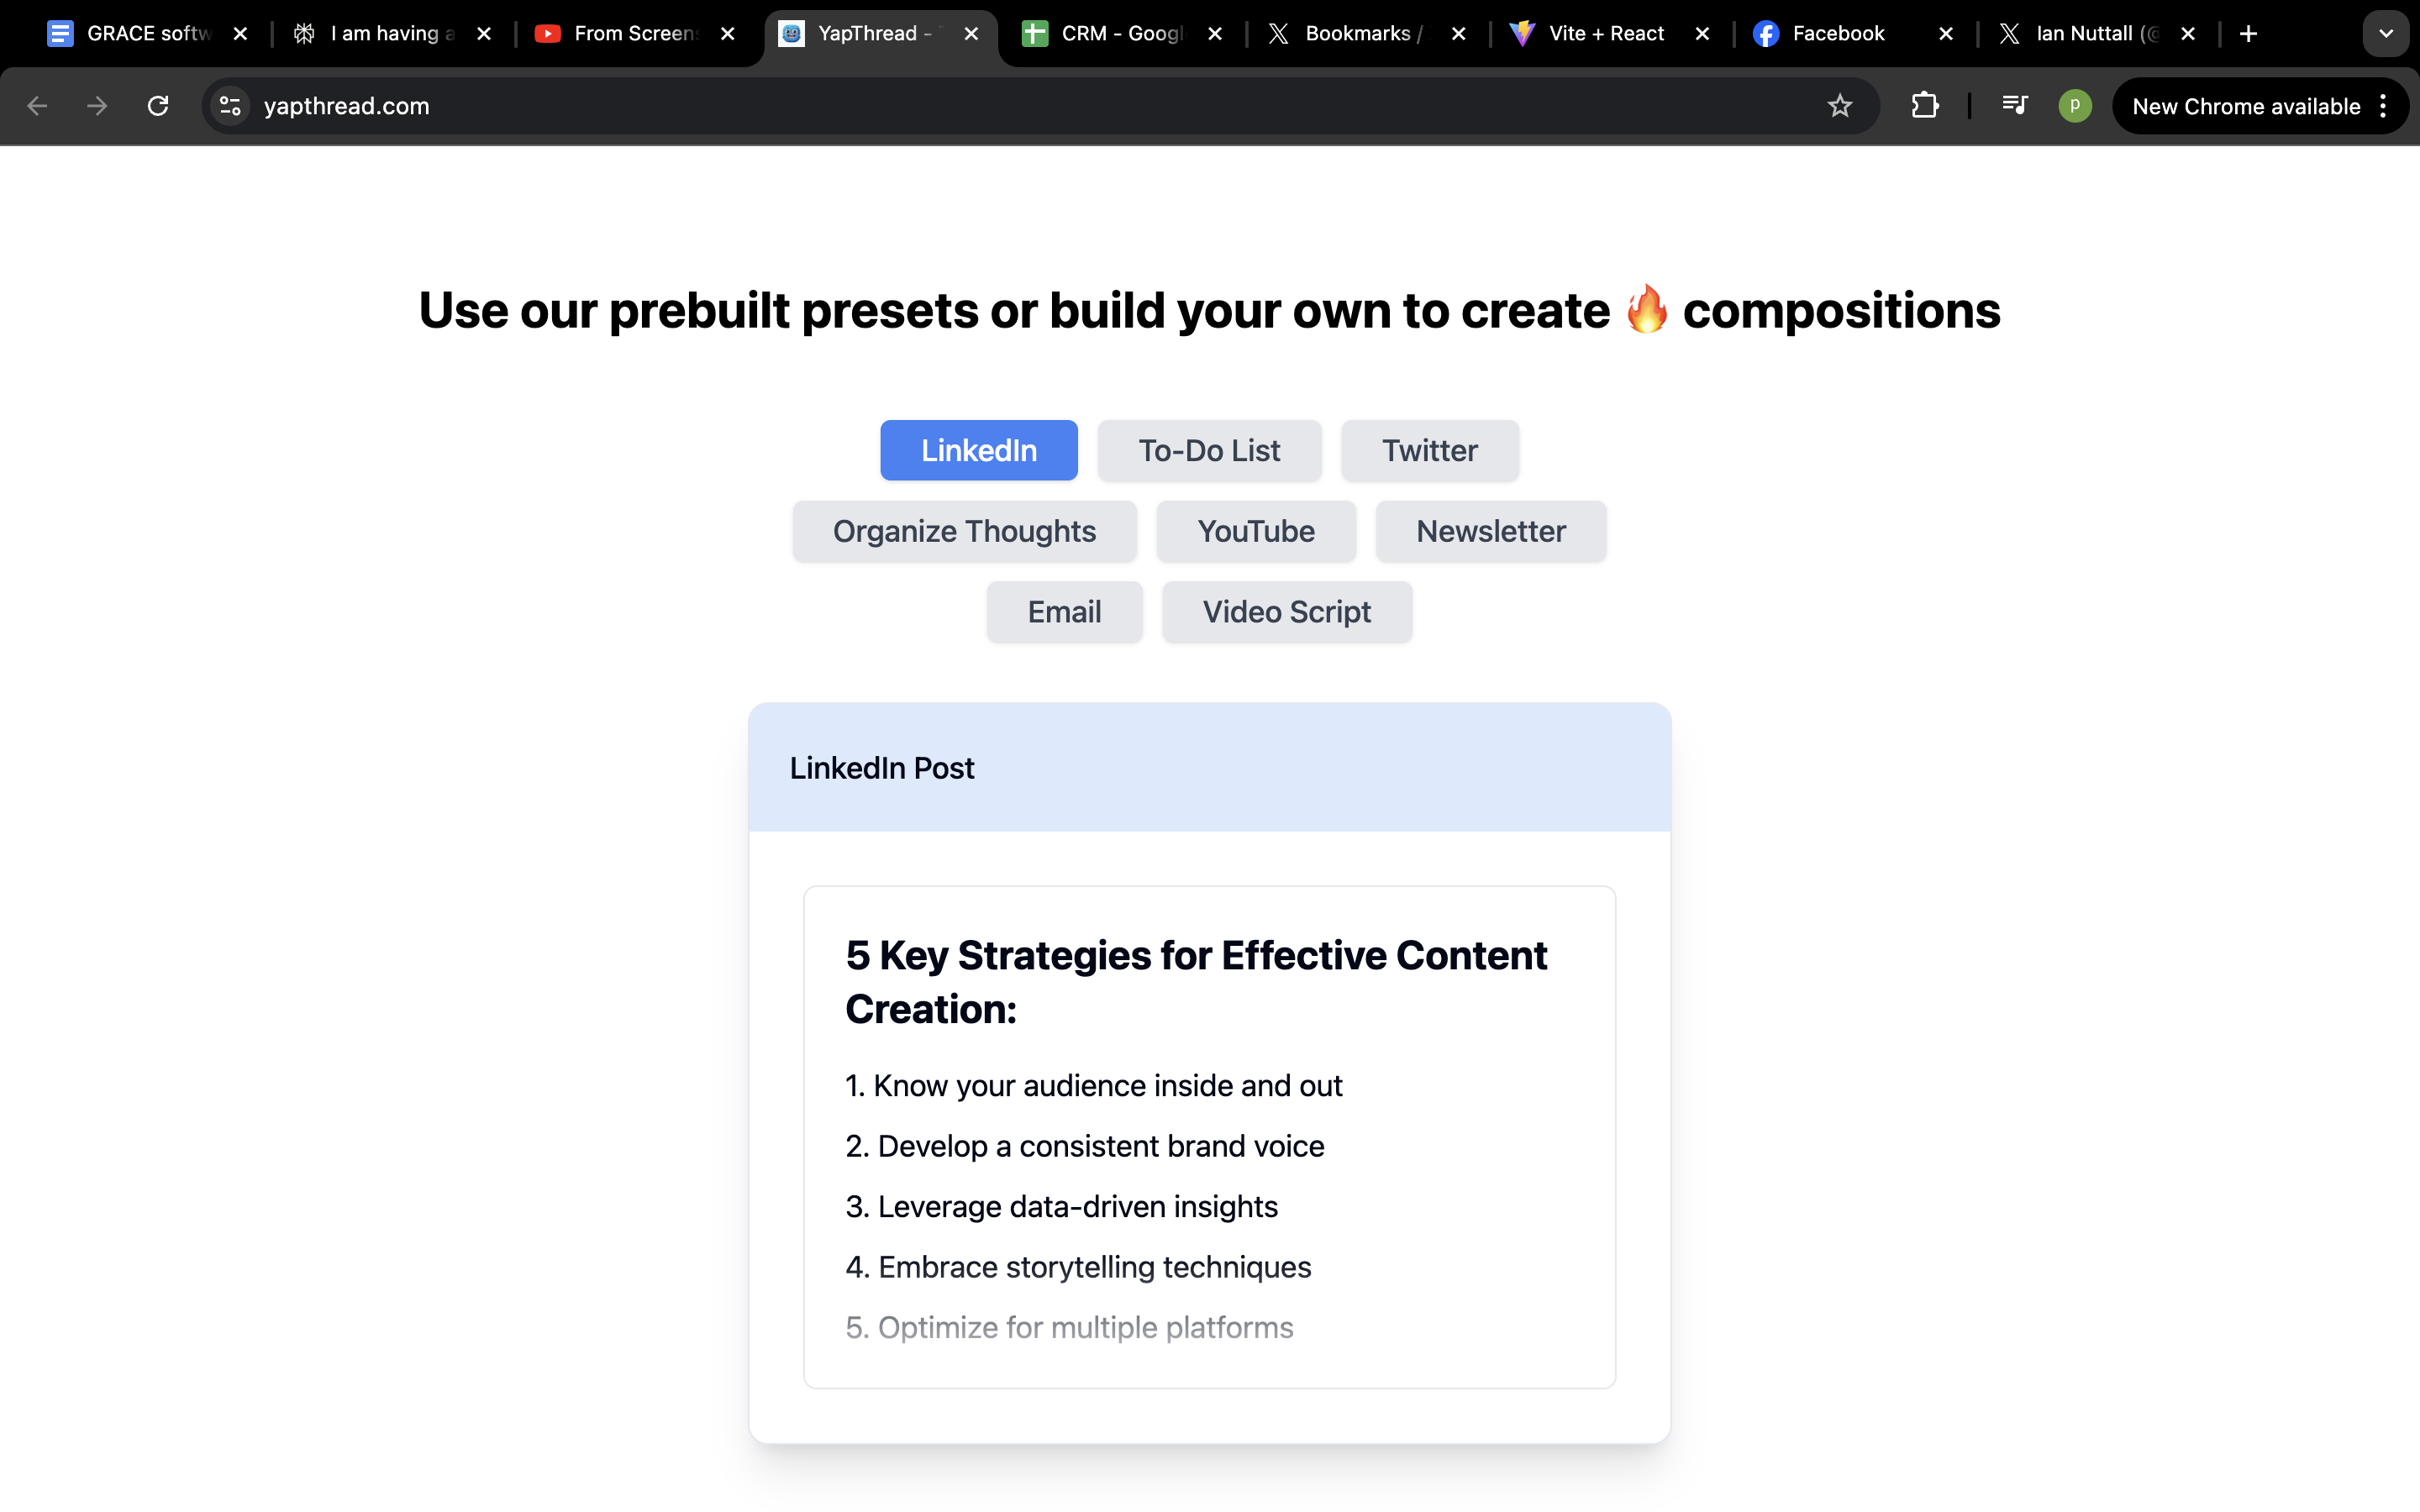 GRACE softw
I am having a
From Screens
YapThread -
CRM - Googl
Bookmarks /
Vite + React
Facebook
Ian Nuttall (@
yapthread.com
p
New Chrome available
Use our prebuilt presets or build your own to create 🔥 compositions
LinkedIn To-Do List Twitter
Organize Thoughts YouTube Newsletter
Email Video Script
LinkedIn Post
5 Key Strategies for Effective Content
Creation:
1. Know your audience inside and out
2. Develop a consistent brand voice
3. Leverage data-driven insights
4. Embrace storytelling techniques
5. Optimize for multiple platforms